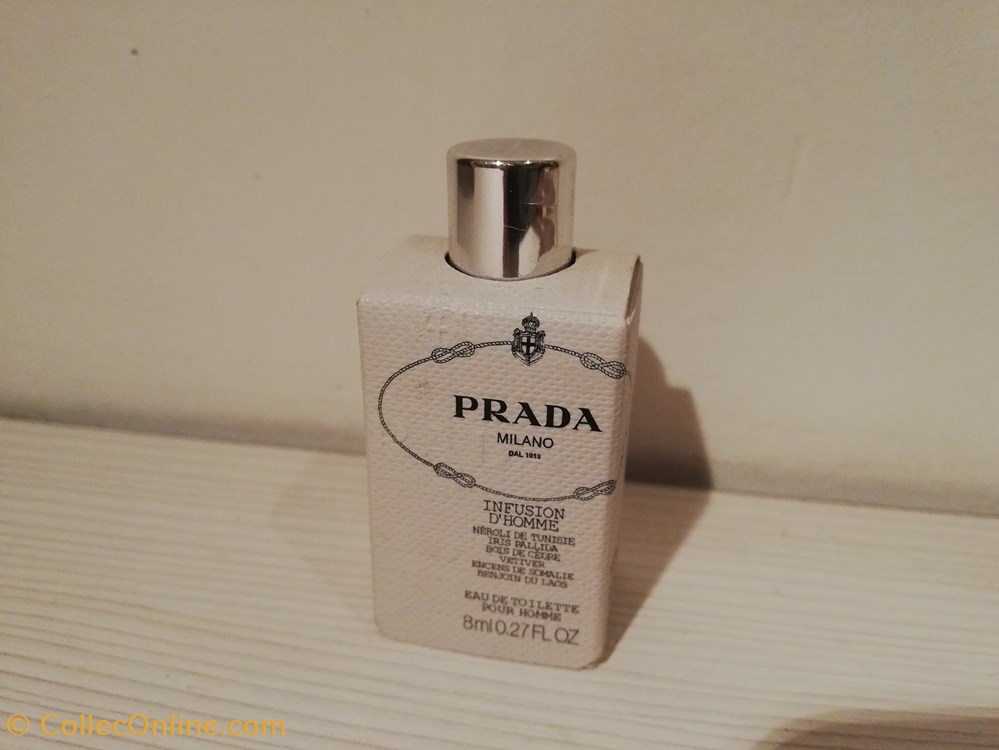 PRADA
MILANO
DAL 1913
INFUSION
D'HOMME
NÉROLI DE TUNISIE
IRIS PALLIDA
BOIS DE CÈDRE
VETIVER
ENCENS DE SOMALIE
BENJOIN DU LAOS
EAU DE TOILETTE
POUR HOMME
8ml 0.27 FL OZ
© CollecOnline.com